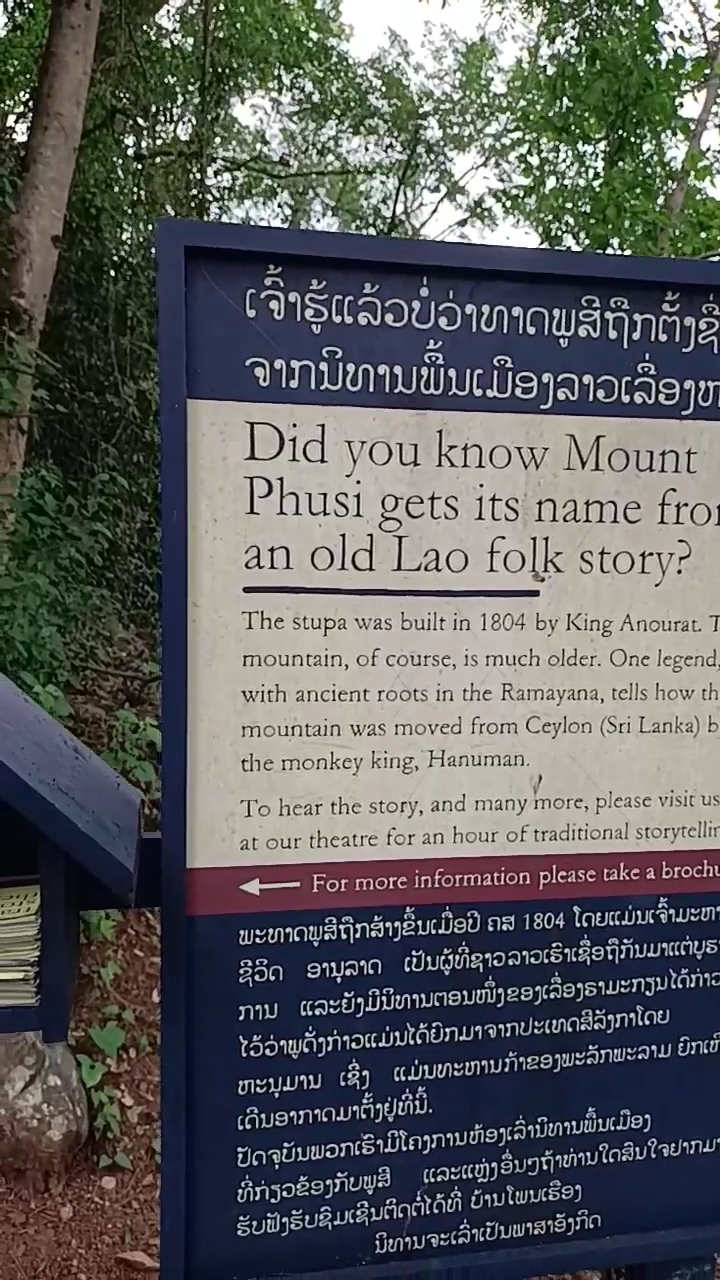 ເຈົ້າຮູ້ແລ້ວບໍ່ວ່າທາດພູສີຖືກຕັ້ງຊື່
ຈາກນິທານພື້ນເມືອງລາວເລື່ອງຫ
Did you know Mount
Phusi gets its name from
an old Lao folk story?
The stupa was built in 1804 by King Anourat. T
mountain, of course, is much older. One legend,
with ancient roots in the Ramayana, tells how th
mountain was moved from Ceylon (Sri Lanka) b
the monkey king, Hanuman.
To hear the story, and many more, please visit us
at our theatre for an hour of traditional storytellin
← For more information please take a brochu
ພະທາດພູສີຖືກສ້າງຂຶ້ນເມື່ອປີ ຄສ 1804 ໂດຍແມ່ນເຈົ້າມະຫາ
ຊີວິດ ອານຸລາດ ເປັນຜູ້ທີ່ຊາວລາວເຮົາເຊື່ອຖືກັນມາແຕ່ບູຮ
ການ ແລະຍັງມີນິທານຕອນໜຶ່ງຂອງເລື່ອງຣາມະກຽນໄດ້ກ່າວ
ໄວ້ວ່າພູດັ່ງກ່າວແມ່ນໄດ້ຍົກມາຈາກປະເທດສີລັງກາໂດຍ
ຫະນຸມານ ເຊີ່ງ ແມ່ນທະຫານກ້າຂອງພະລັກພະລາມ ຍົກເຫ
ເດີນອາກາດມາຕັ້ງຢູ່ທີ່ນີ້.
ປັດຈຸບັນພວກເຮົາມີໂຄງການຫ້ອງເລົ່ານິທານພື້ນເມືອງ
ທີ່ກ່ຽວຂ້ອງກັບພູສີ ແລະແຫຼ່ງອື່ນໆຖ້າທ່ານໃດສົນໃຈຢາກມາ
ຮັບຟັງຮັບຊົມເຊີນຕິດຕໍ່ໄດ້ທີ່ ບ້ານໂພນເຮືອງ
ນິທານຈະເລົ່າເປັນພາສາອັງກິດ